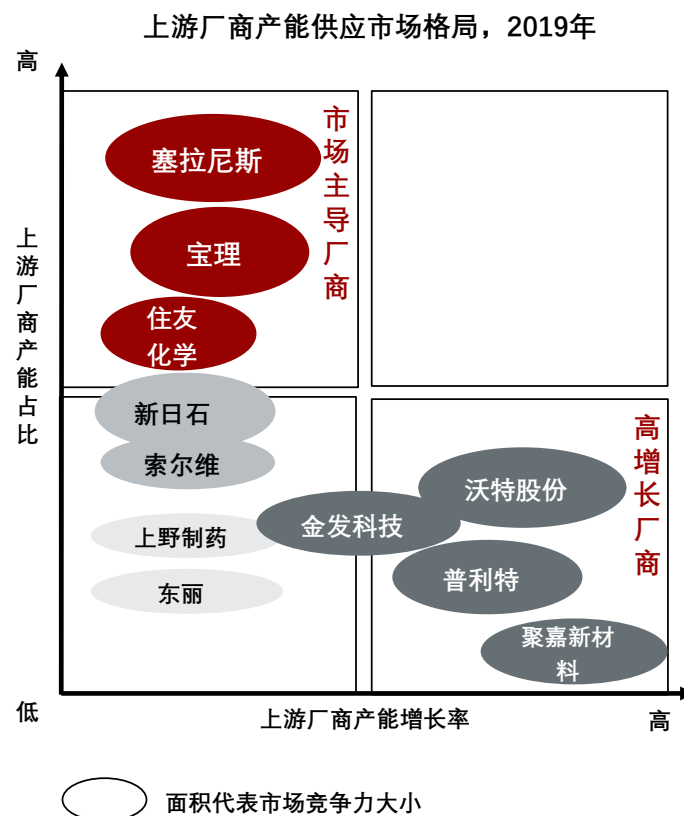 上游厂商产能供应市场格局，2019年
高
上游厂商产能占比
市场主导厂商
塞拉尼斯
宝理
住友
化学
新日石
索尔维
上野制药
东丽
金发科技
沃特股份
普利特
聚嘉新材
料
高增长厂商
低
上游厂商产能增长率
高
面积代表市场竞争力大小